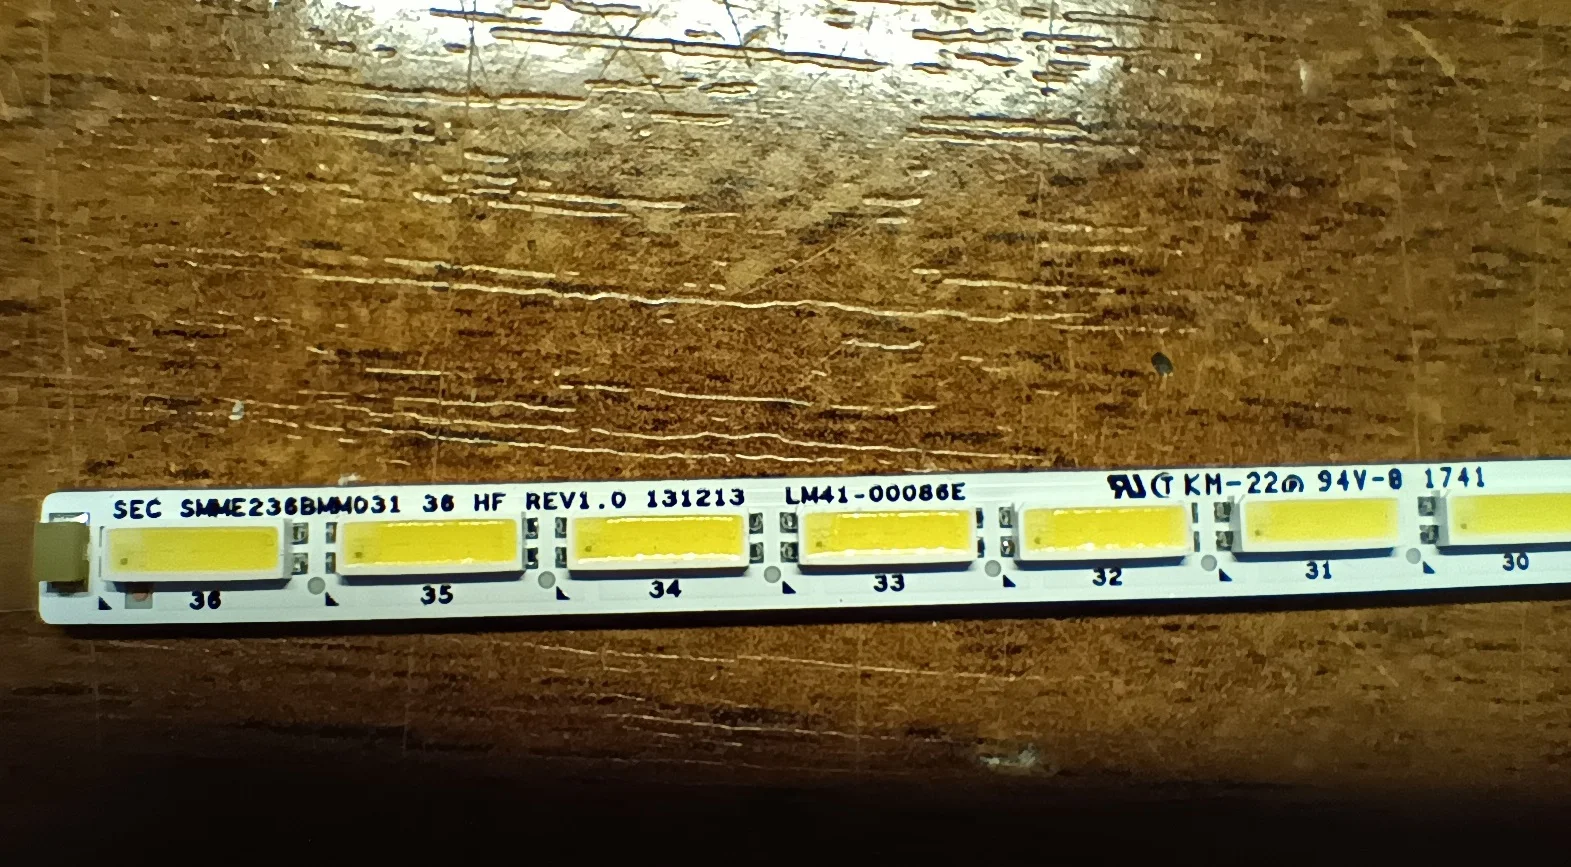 SEC SMME236BMM031 36 HF REV1.0 131213 LM41-00086E KM-22 94V-0 1741
36 35 34 33 32 31 30